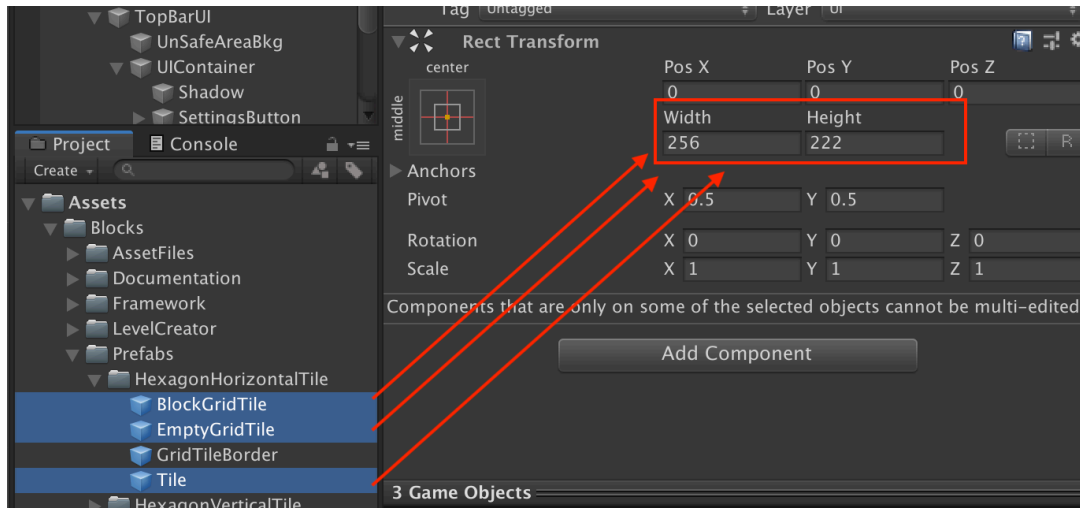 TopBarUI
UnSafeAreaBkg
UIContainer
Shadow
SettingsButton
Project Console
Create
Assets
Blocks
AssetFiles
Documentation
Framework
LevelCreator
Prefabs
HexagonHorizontalTile
BlockGridTile
EmptyGridTile
GridTileBorder
Tile
HexagonVerticalTile
Tag Untagged Layer UI
Rect Transform
center Pos X Pos Y Pos Z
0 0 0
middle
Width Height
256 222 R
Anchors
Pivot X 0.5 Y 0.5
Rotation X 0 Y 0 Z 0
Scale X 1 Y 1 Z 1
Components that are only on some of the selected objects cannot be multi-edited
Add Component
3 Game Objects